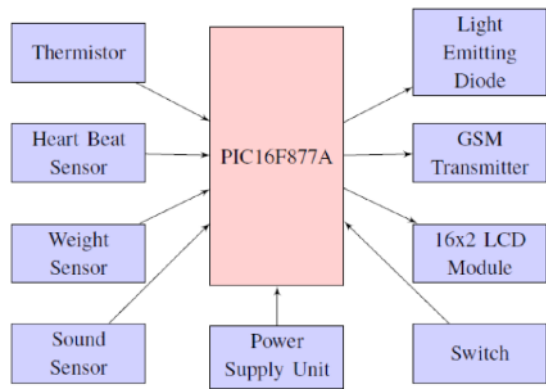 Thermistor
Heart Beat
Sensor
Weight
Sensor
Sound
Sensor
PIC16F877A
Power
Supply Unit
Light
Emitting
Diode
GSM
Transmitter
16x2 LCD
Module
Switch